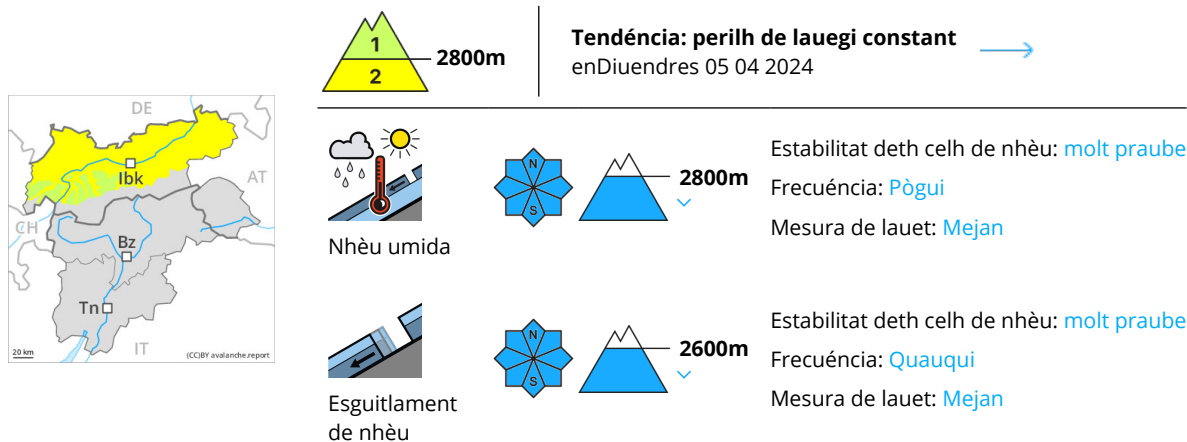 1
2
2800m
Tendéncia: perilh de lauegi constant
enDiuendres 05 04 2024
DE
Ibk
AT
CH
Bz
Tn
IT
20 km
(CC)BY avalanche.report
Nhèu umida
N
S
2800m
Estabilitat deth celh de nhèu: molt praube
Frecuéncia: Pògui
Mesura de lauet: Mejan
Esguitlament
de nhèu
N
S
2600m
Estabilitat deth celh de nhèu: molt praube
Frecuéncia: Quauqui
Mesura de lauet: Mejan